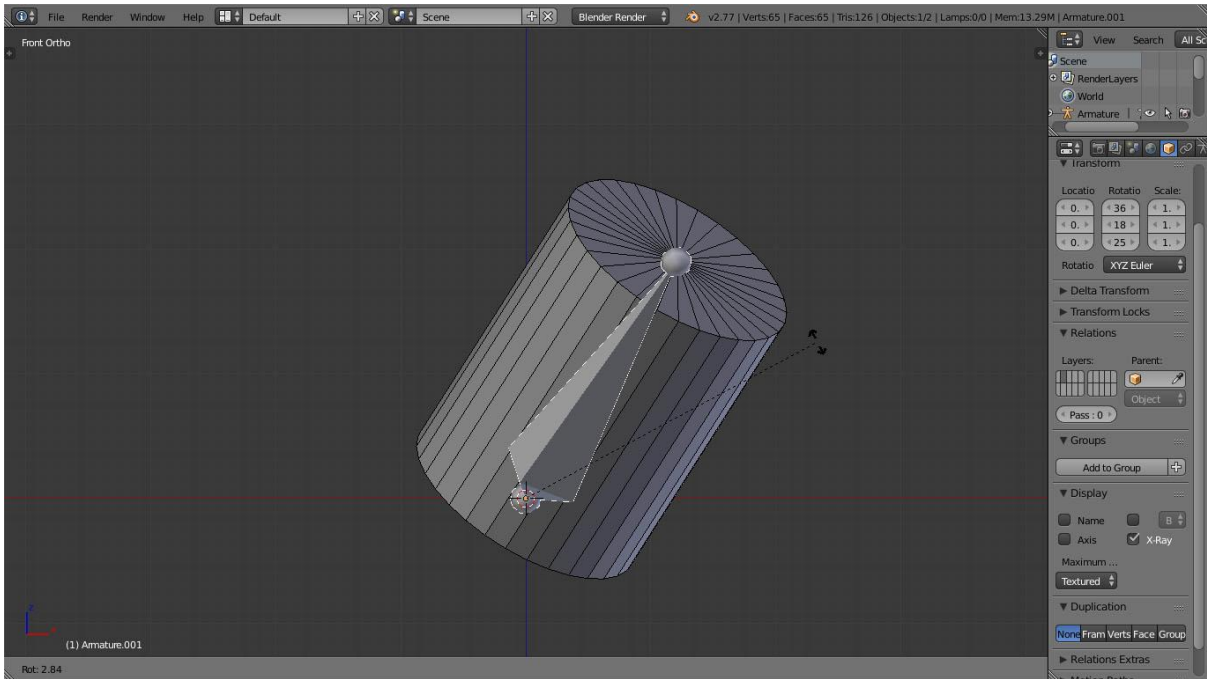 File Render Window Help Default Scene Blender Render v2.77 | Verts:65 | Faces:65 | Tris:126 | Objects:1/2 | Lamps:0/0 | Mem:13.29M | Armature.001
Front Ortho
View Search All Sc
Scene
RenderLayers
World
Armature
Transform
Locatio Rotatio Scale:
0. 36 1.
0. 18 1.
0. 25 1.
Rotatio XYZ Euler
Delta Transform
Transform Locks
Relations
Layers: Parent:
Object
Pass : 0
Groups
Add to Group
Display
Name B
Axis X-Ray
Maximum ...
Textured
Duplication
None Fram Verts Face Group
Relations Extras
z
(1) Armature.001
Rot: 2.84